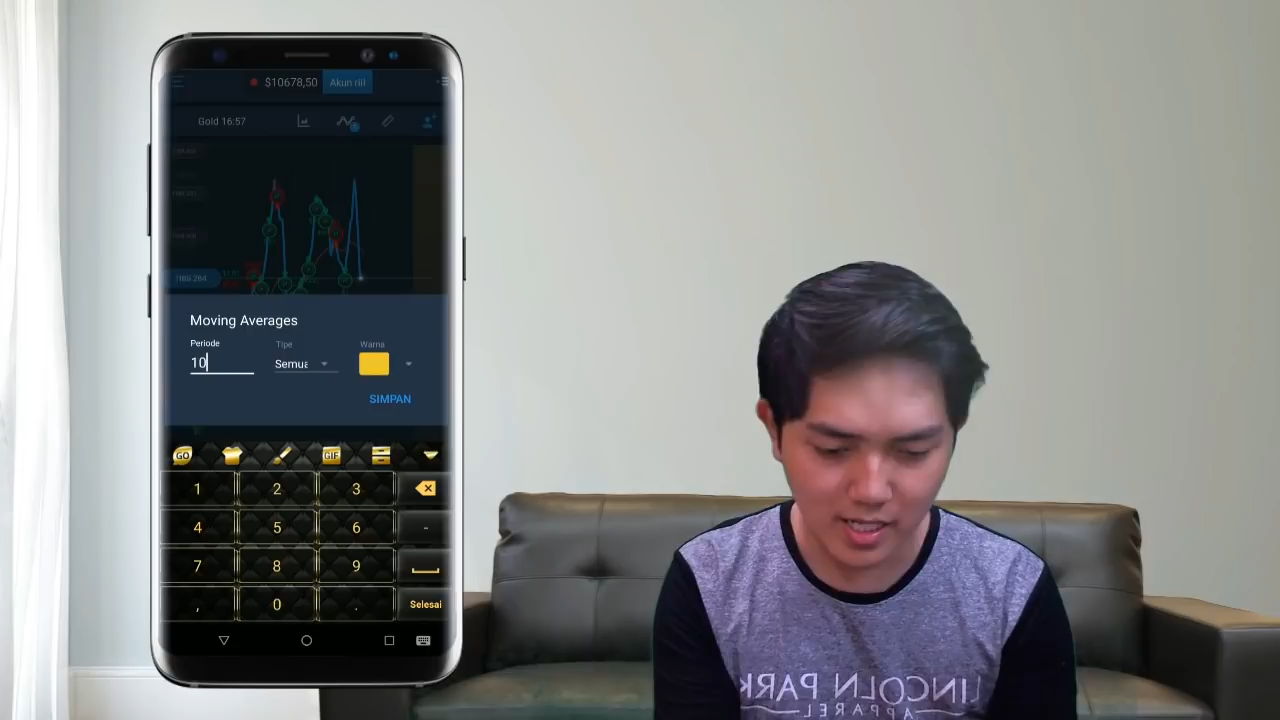 $10678,50 Akun riil
Gold 16:57
Moving Averages
Periode Tipe Warna
10 Semua
SIMPAN
GO GIF
1 2 3
4 5 6 -
7 8 9
, 0 . Selesai
LINCOLN PARK
APPAREL